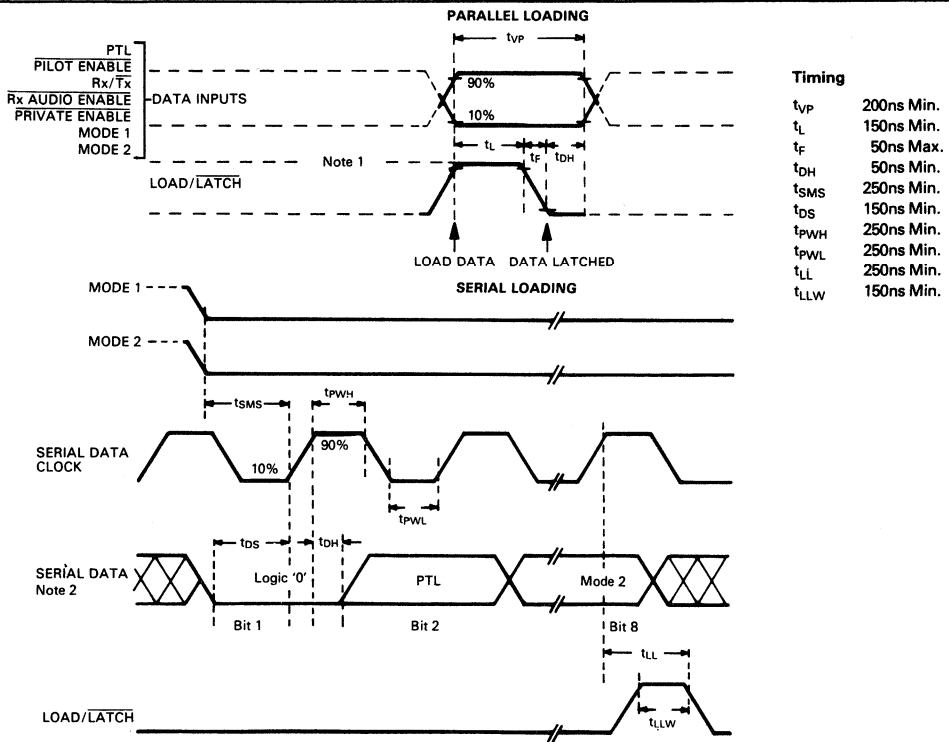 PARALLEL LOADING
tVP
PTL
PILOT ENABLE
Rx/Tx
Rx AUDIO ENABLE
PRIVATE ENABLE
MODE 1
MODE 2
DATA INPUTS
90%
10%
tL tF tDH
Note 1
LOAD/LATCH
LOAD DATA DATA LATCHED
Timing
tVP 200ns Min.
tL 150ns Min.
tF 50ns Max.
tDH 50ns Min.
tSMS 250ns Min.
tDS 150ns Min.
tPWH 250ns Min.
tPWL 250ns Min.
tLL 250ns Min.
tLLW 150ns Min.
SERIAL LOADING
MODE 1
MODE 2
tSMS tPWH
SERIAL DATA
CLOCK
10% 90%
tPWL
tDS tDH
SERIAL DATA
Note 2
Logic '0' PTL Mode 2
Bit 1 Bit 2 Bit 8
tLL
LOAD/LATCH
tLLW